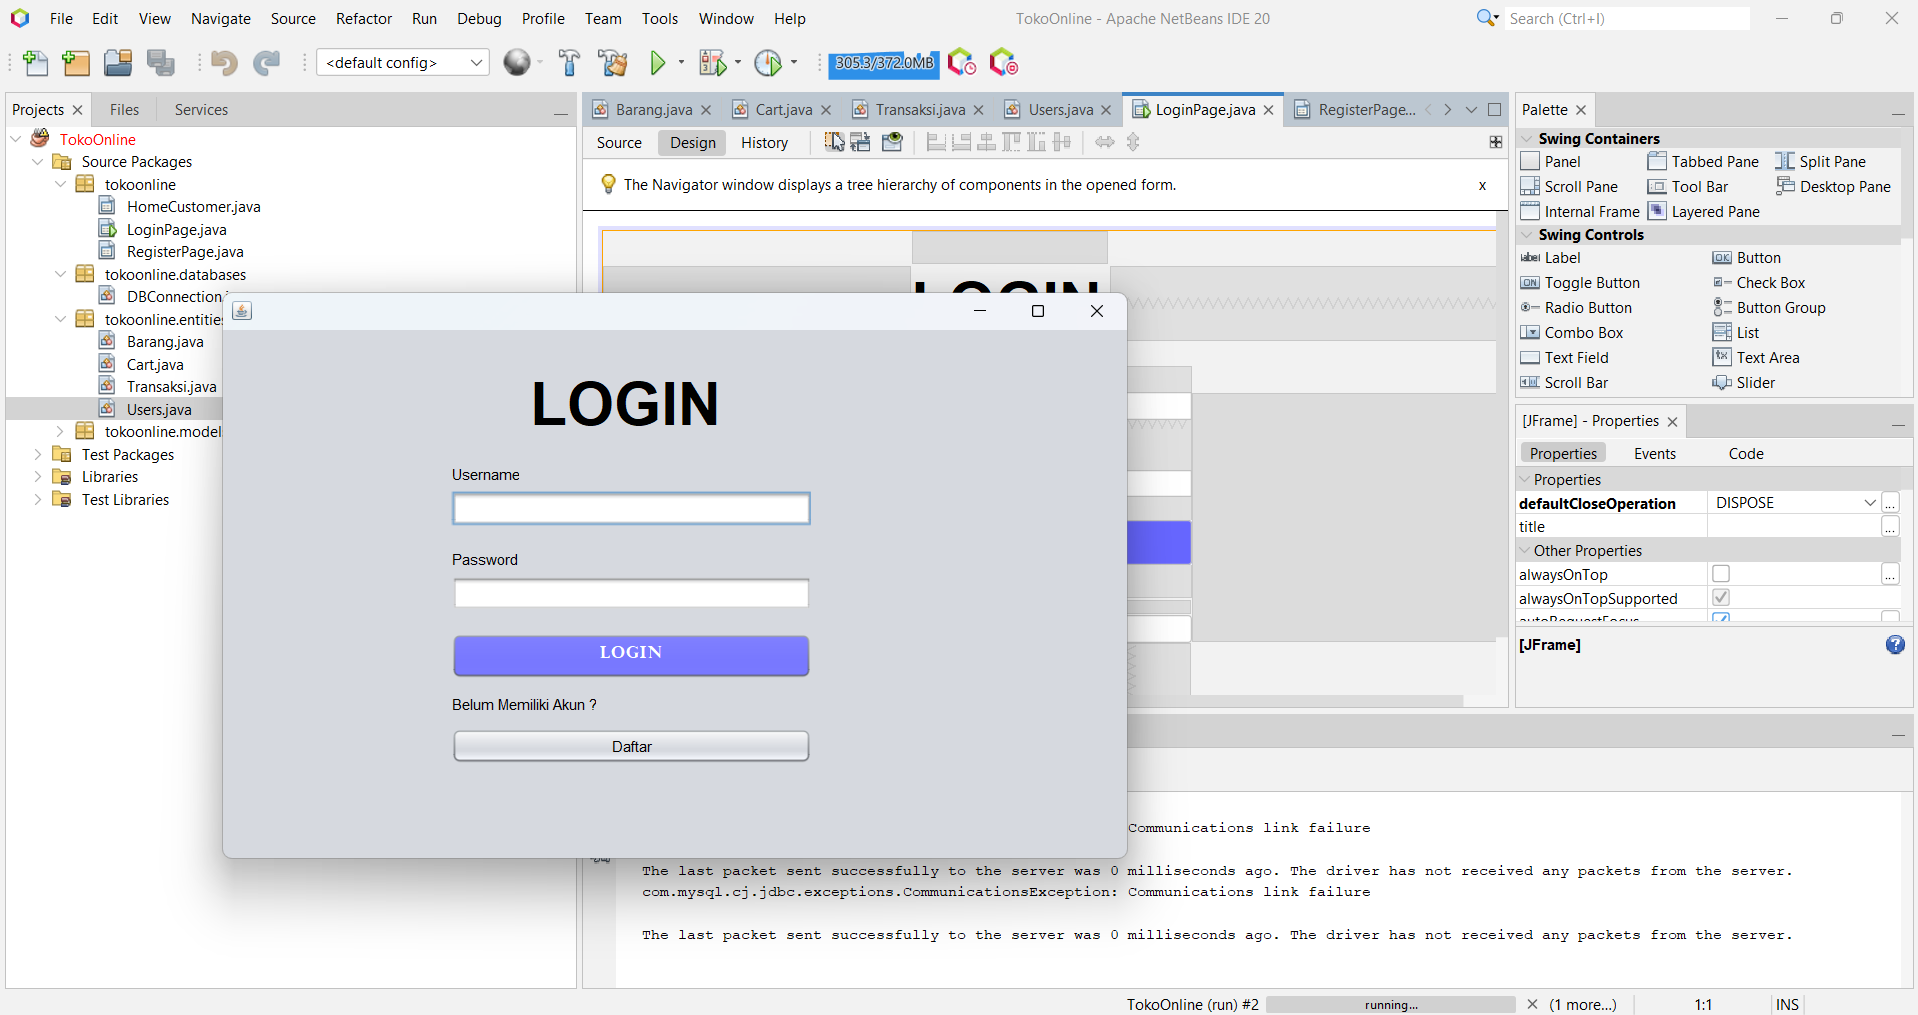 File Edit View Navigate Source Refactor Run Debug Profile Team Tools Window Help TokoOnline - Apache NetBeans IDE 20 Search (Ctrl+I)
<default config> 305.3/372.0MB
Projects Files Services
TokoOnline
Source Packages
tokoonline
HomeCustomer.java
LoginPage.java
RegisterPage.java
tokoonline.databases
DBConnection.
tokoonline.entities
Barang.java
Cart.java
Transaksi.java
Users.java
tokoonline.model
Test Packages
Libraries
Test Libraries
Barang.java Cart.java Transaksi.java Users.java LoginPage.java RegisterPage...
Source Design History
The Navigator window displays a tree hierarchy of components in the opened form. x
LOGIN
LOGIN
Username
Password
LOGIN
Belum Memiliki Akun ?
Daftar
Communications link failure
The last packet sent successfully to the server was 0 milliseconds ago. The driver has not received any packets from the server.
com.mysql.cj.jdbc.exceptions.CommunicationsException: Communications link failure
The last packet sent successfully to the server was 0 milliseconds ago. The driver has not received any packets from the server.
Palette
Swing Containers
Panel Tabbed Pane Split Pane
Scroll Pane Tool Bar Desktop Pane
Internal Frame Layered Pane
Swing Controls
label Label OK Button
ON Toggle Button Check Box
Radio Button Button Group
Combo Box List
Text Field Text Area
Scroll Bar Slider
[JFrame] - Properties
Properties Events Code
Properties
defaultCloseOperation DISPOSE ...
title ...
Other Properties
alwaysOnTop ...
alwaysOnTopSupported
autoRequestFocus
[JFrame]
TokoOnline (run) #2 running... (1 more...) 1:1 INS